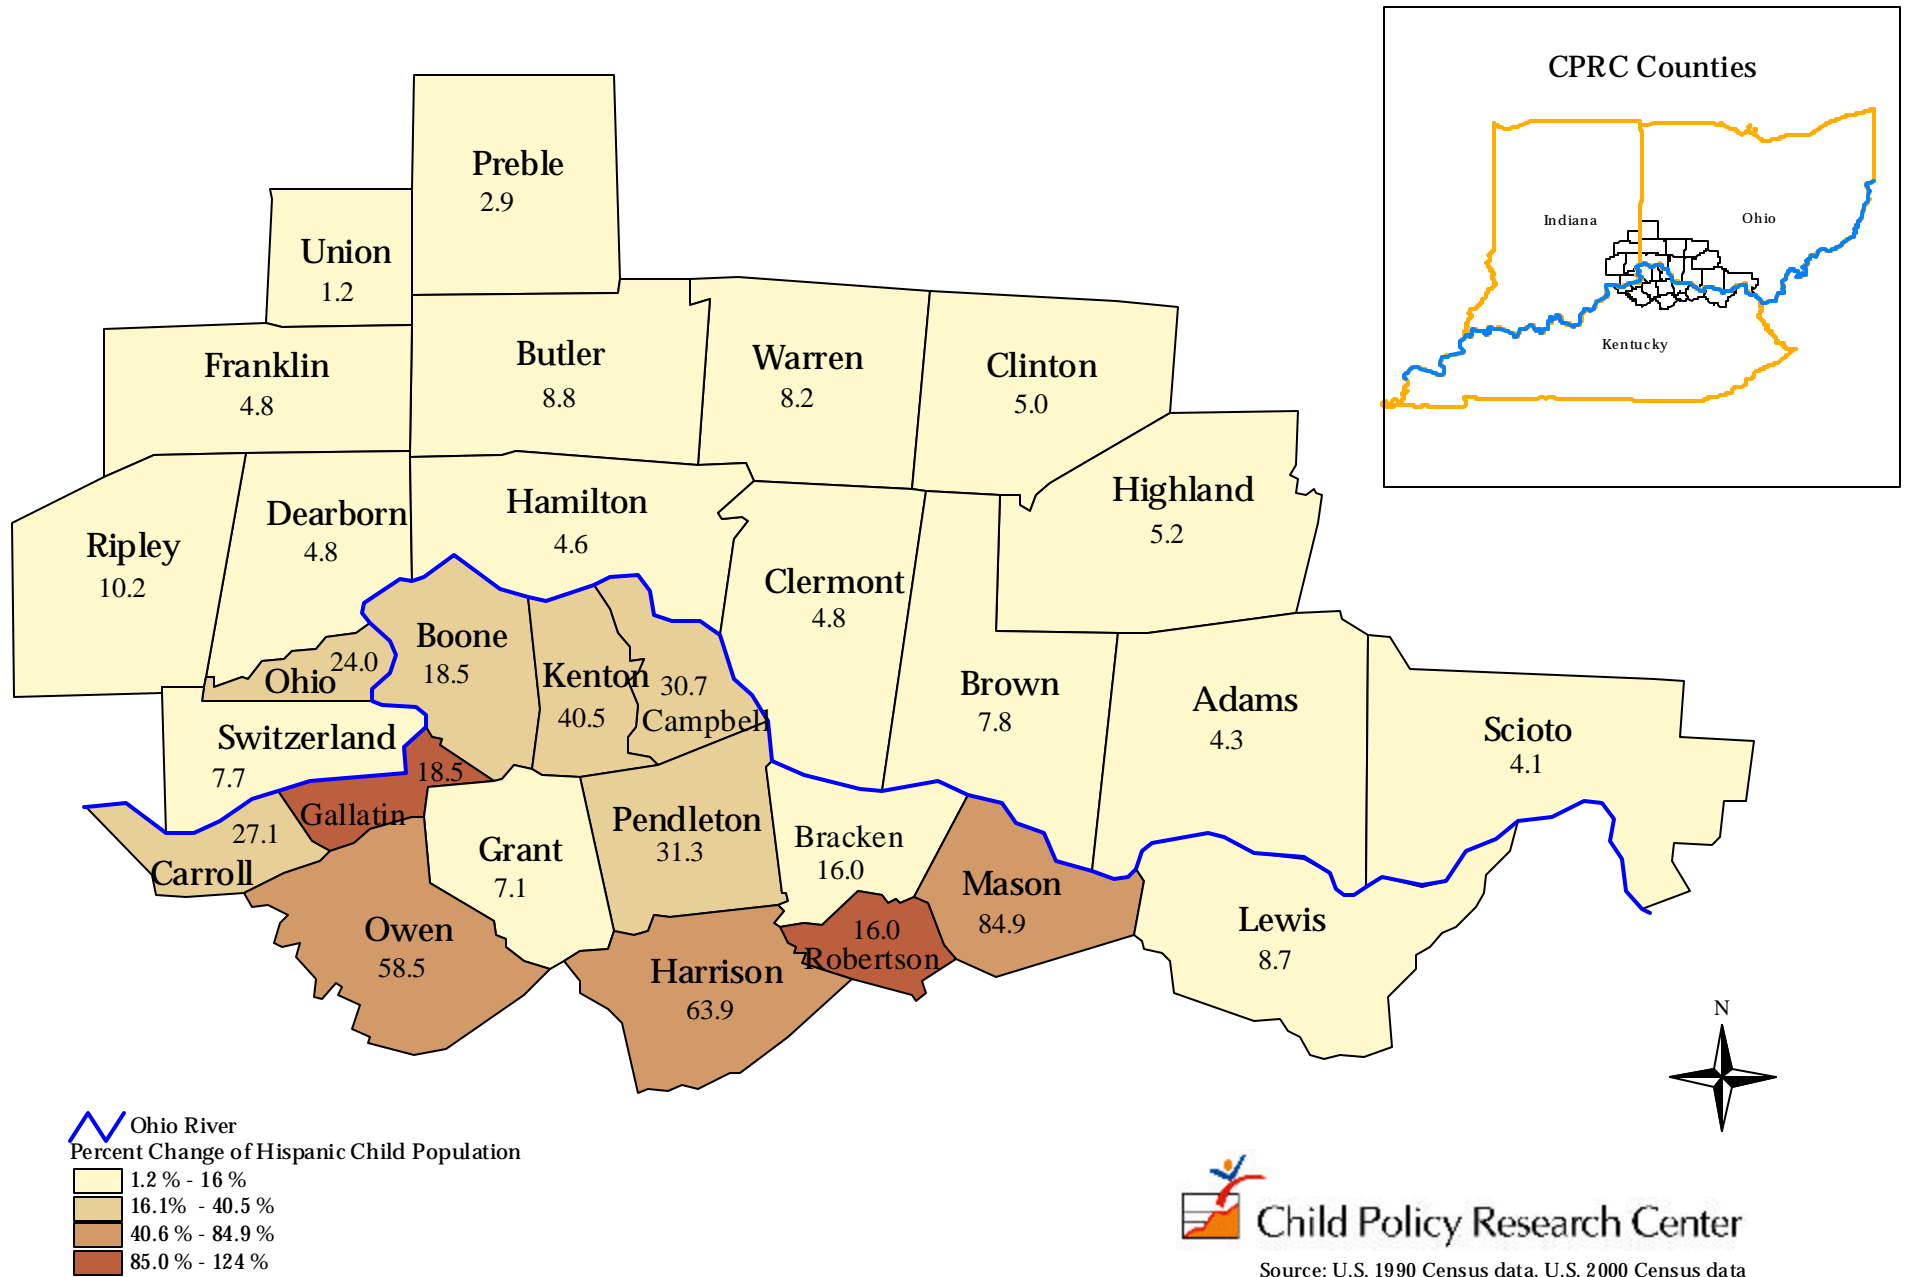 CPRC Counties
Indiana
Ohio
Kentucky
Preble
2.9
Union
1.2
Franklin
4.8
Butler
8.8
Warren
8.2
Clinton
5.0
Highland
5.2
Ripley
10.2
Dearborn
4.8
Hamilton
4.6
Clermont
4.8
Boone
18.5
Ohio
24.0
Kenton
40.5
30.7
Campbell
Brown
7.8
Adams
4.3
Scioto
4.1
Switzerland
7.7
18.5
Gallatin
27.1
Carroll
Grant
7.1
Pendleton
31.3
Bracken
16.0
Mason
84.9
Owen
58.5
Harrison
63.9
16.0
Robertson
Lewis
8.7
N
Ohio River
Percent Change of Hispanic Child Population
1.2 % - 16 %
16.1% - 40.5 %
40.6 % - 84.9 %
85.0 % - 124 %
Child Policy Research Center
Source: U.S. 1990 Census data, U.S. 2000 Census data